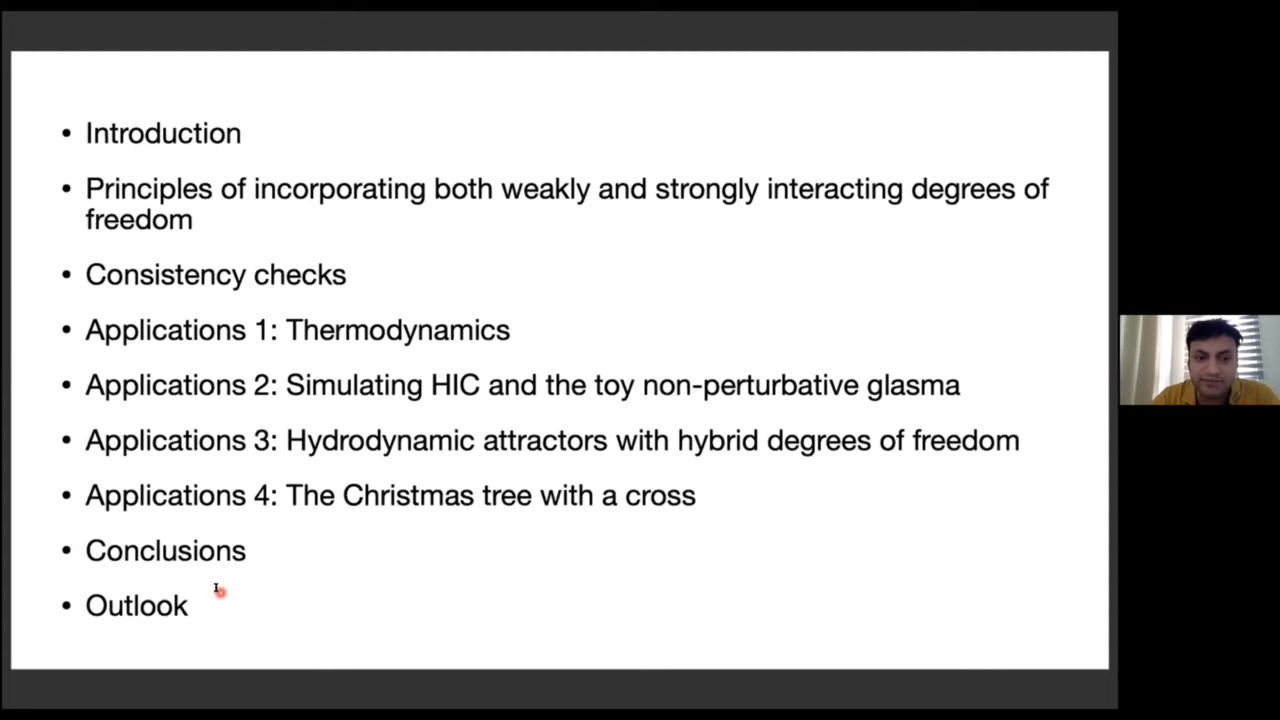 • Introduction
• Principles of incorporating both weakly and strongly interacting degrees of
freedom
• Consistency checks
• Applications 1: Thermodynamics
• Applications 2: Simulating HIC and the toy non-perturbative glasma
• Applications 3: Hydrodynamic attractors with hybrid degrees of freedom
• Applications 4: The Christmas tree with a cross
• Conclusions
• Outlook